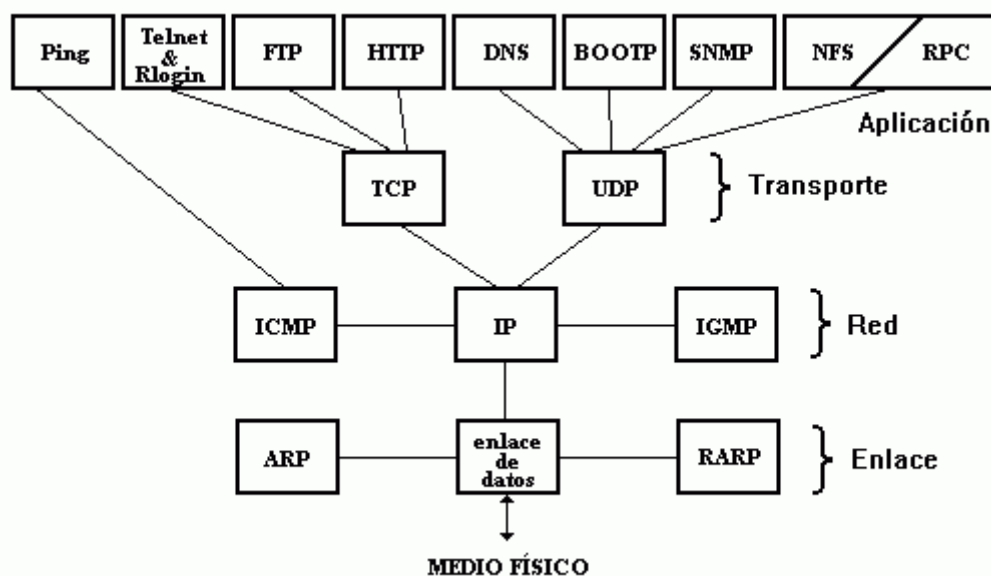 Ping
Telnet
&
Rlogin
FTP
HTTP
DNS
BOOTP
SNMP
NFS
RPC
Aplicación
TCP
UDP
Transporte
ICMP
IP
IGMP
Red
ARP
enlace
de
datos
RARP
Enlace
MEDIO FÍSICO